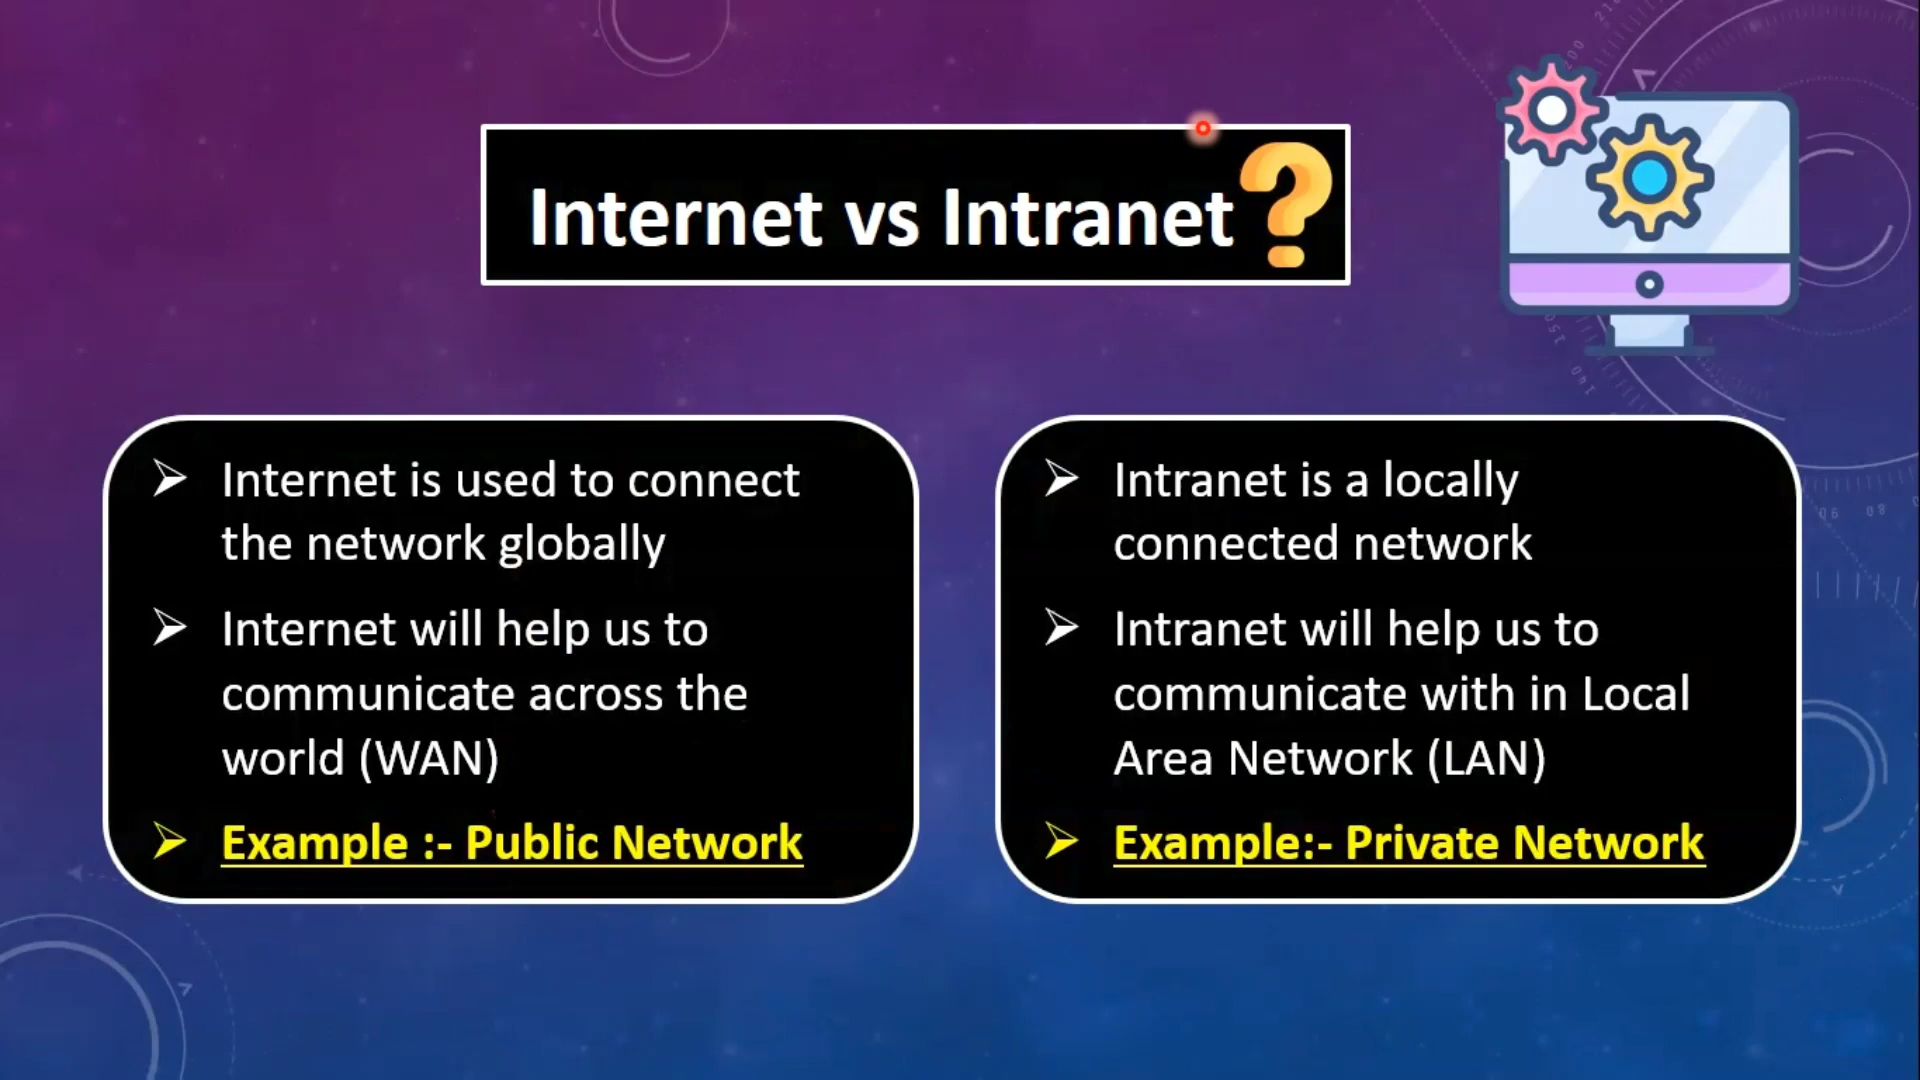 Internet vs Intranet?
Internet is used to connect
the network globally
Internet will help us to
communicate across the
world (WAN)
Example :- Public Network
Intranet is a locally
connected network
Intranet will help us to
communicate with in Local
Area Network (LAN)
Example:- Private Network